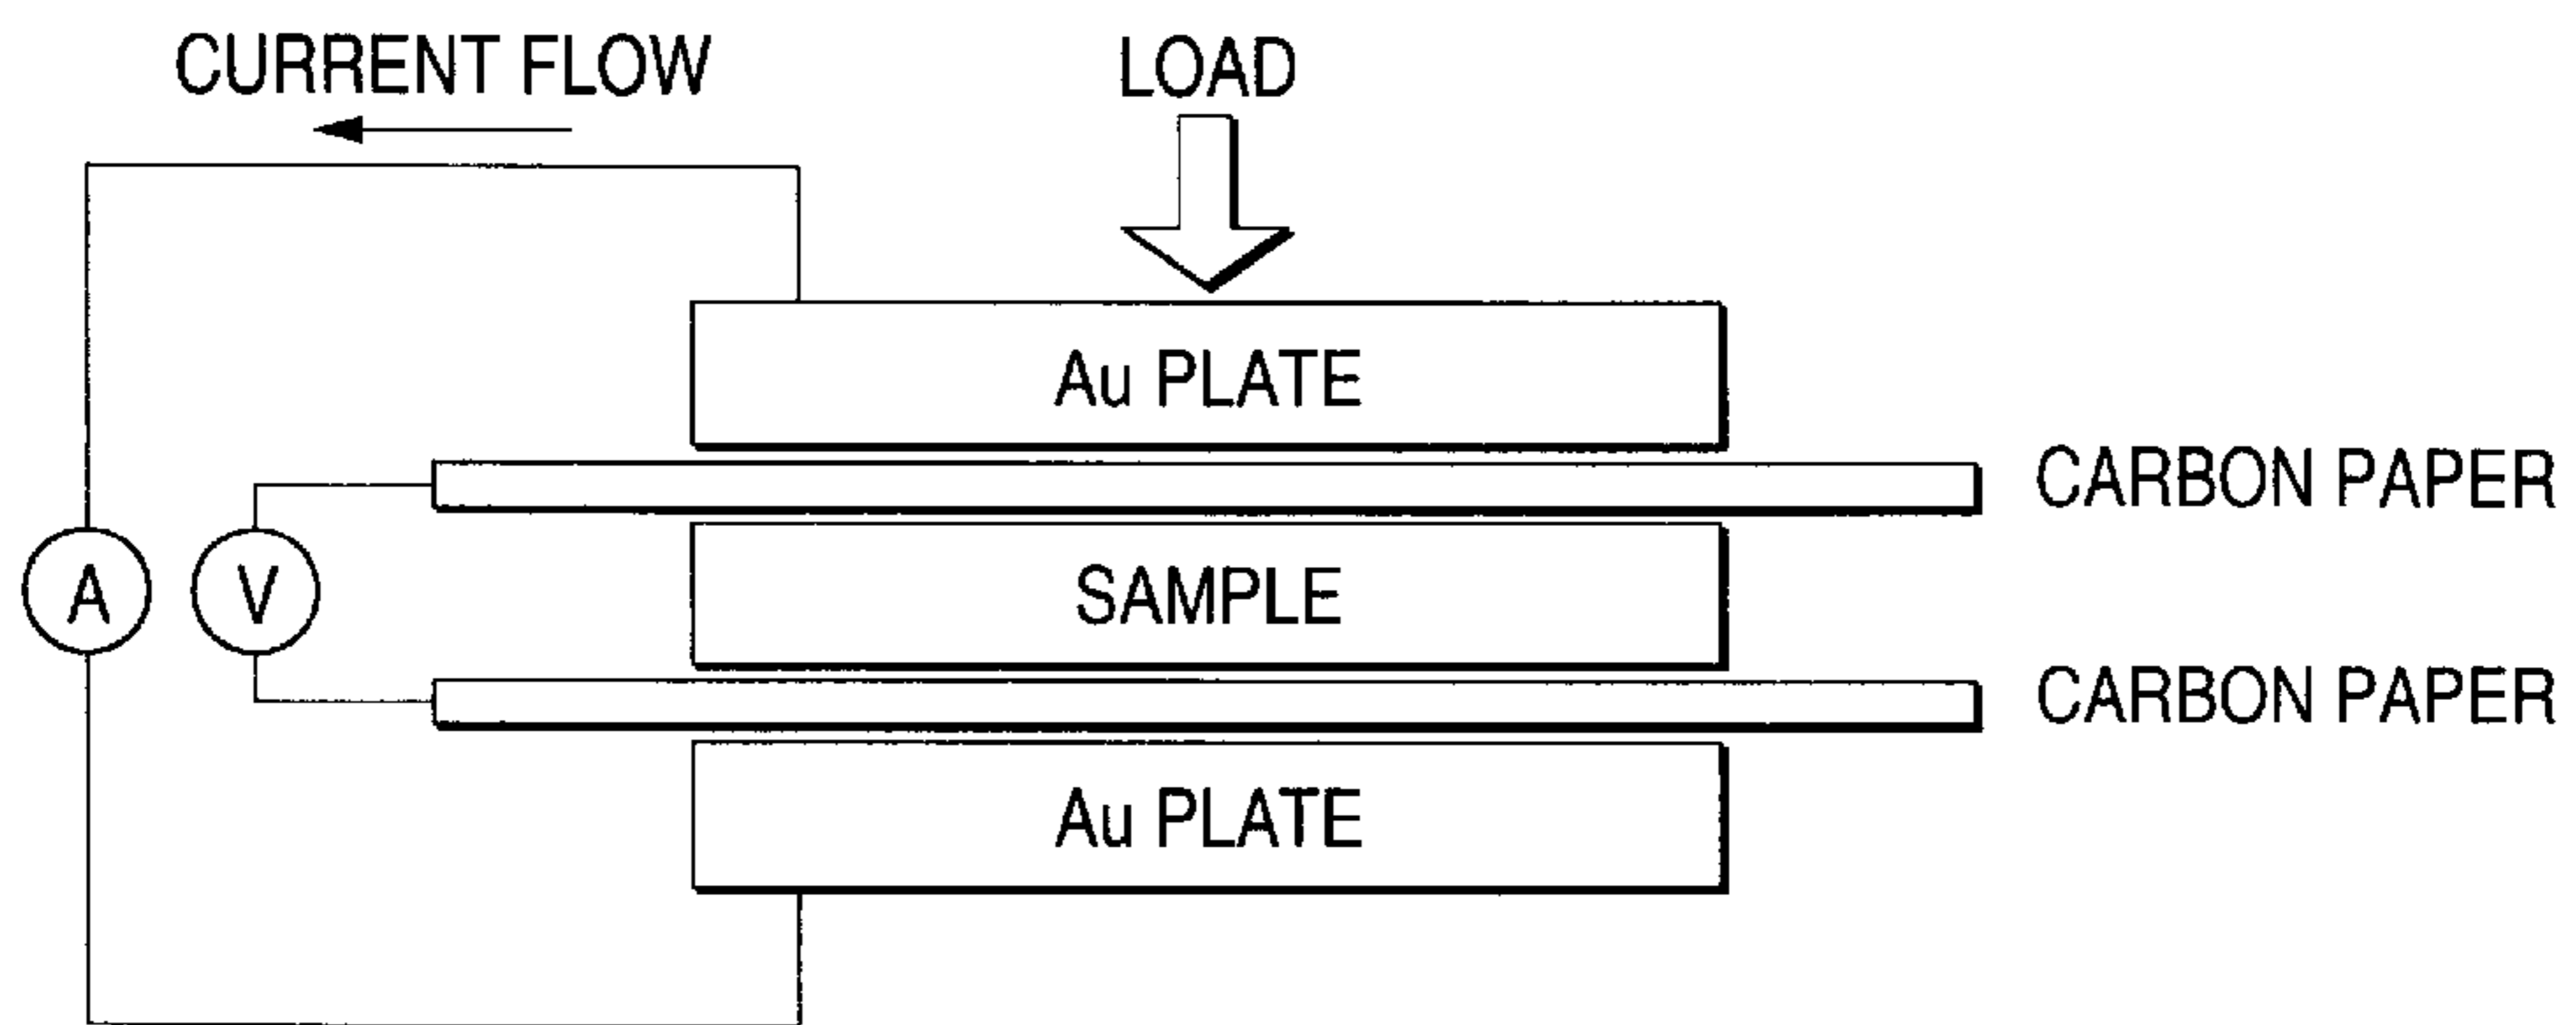 CURRENT FLOW
LOAD
Au PLATE
CARBON PAPER
A
V
SAMPLE
CARBON PAPER
Au PLATE